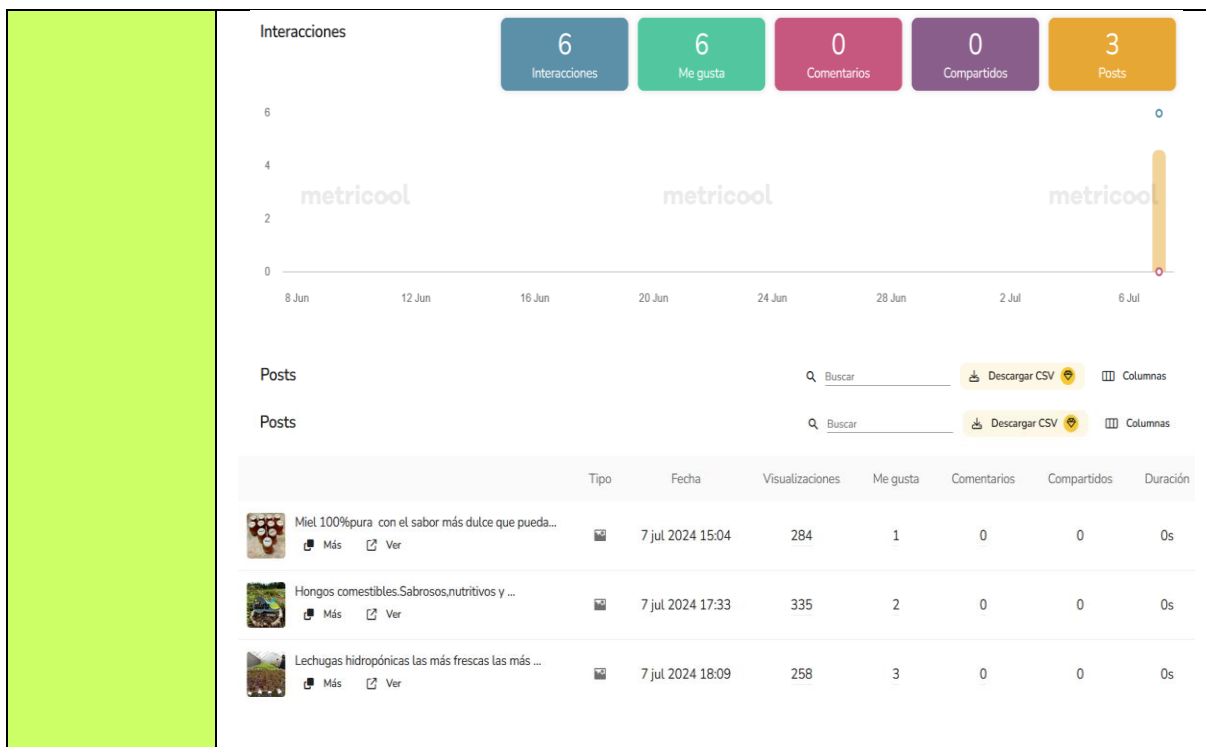 Interacciones
6 6 0 0 3
Interacciones Me gusta Comentarios Compartidos Posts
6
4
metricool metricool metricool
2
0
8 Jun 12 Jun 16 Jun 20 Jun 24 Jun 28 Jun 2 Jul 6 Jul
Posts Buscar Descargar CSV Columnas
Posts Buscar Descargar CSV Columnas
Tipo Fecha Visualizaciones Me gusta Comentarios Compartidos Duración
Miel 100%pura con el sabor más dulce que pueda...
Más Ver 7 jul 2024 15:04 284 1 0 0 0s
Hongos comestibles.Sabrosos,nutritivos y ...
Más Ver 7 jul 2024 17:33 335 2 0 0 0s
Lechugas hidropónicas las más frescas las más ...
Más Ver 7 jul 2024 18:09 258 3 0 0 0s